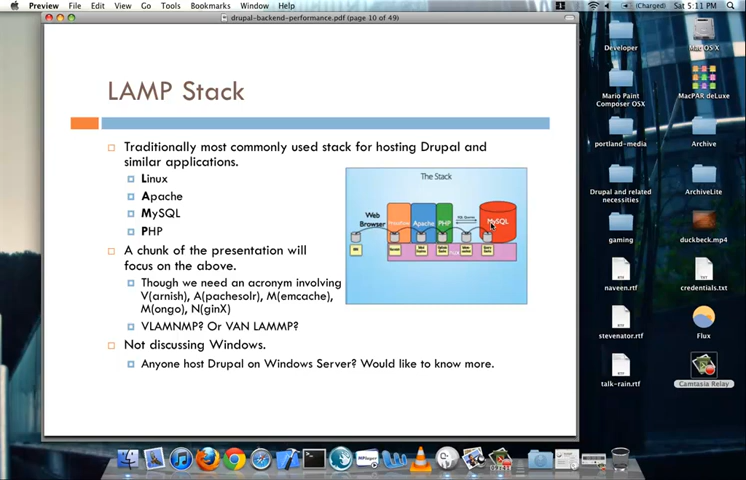 Preview File Edit View Go Tools Bookmarks Window Help
(Charged) Sat 5:11 PM
drupal-backend-performance.pdf (page 10 of 49)
LAMP Stack
Traditionally most commonly used stack for hosting Drupal and
similar applications.
Linux
Apache
MySQL
PHP
A chunk of the presentation will
focus on the above.
Though we need an acronym involving
V(arnish), A(pachesolr), M(emcache),
M(ongo), N(ginX)
VLAMNMP? Or VAN LAMMP?
Not discussing Windows.
Anyone host Drupal on Windows Server? Would like to know more.
The Stack
Web
Browser
Apache
PHP
MySQL
Developer
Mac OS X
Mario Paint
Composer OSX
MacPAR deLuxe
portland-media
Archive
Drupal and related
necessities
ArchiveLite
gaming
duckbeck.mp4
naveen.rtf
credentials.txt
stevenator.rtf
Flux
talk-rain.rtf
Camtasia Relay